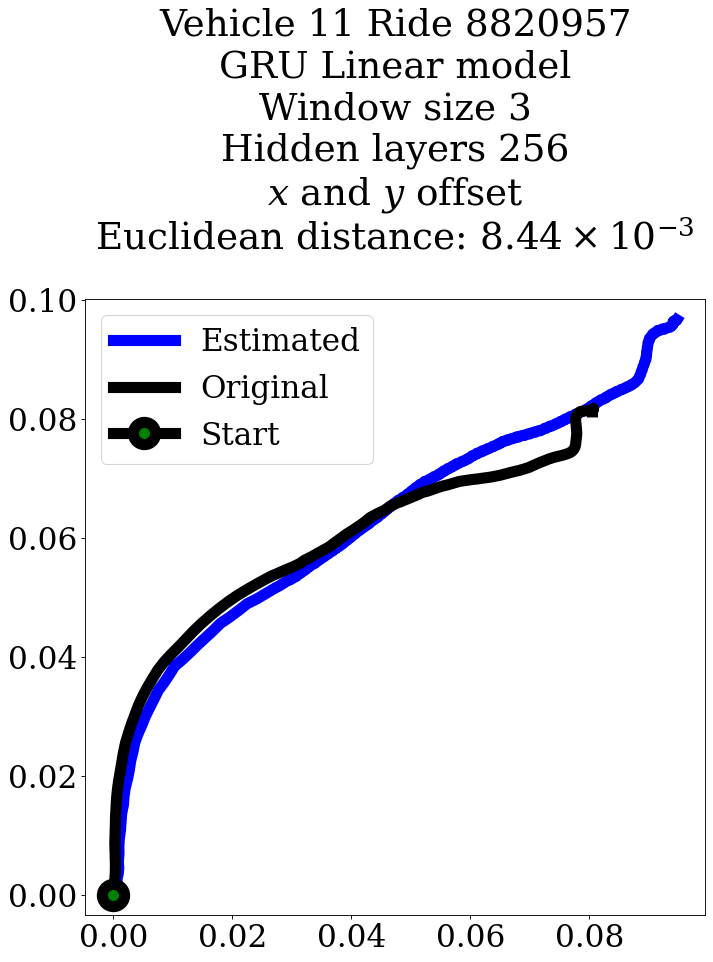 Vehicle 11 Ride 8820957
GRU Linear model
Window size 3
Hidden layers 256
x and y offset
Euclidean distance: 8.44 × 10⁻³
0.10
0.08
0.06
0.04
0.02
0.00
Estimated
Original
Start
0.00 0.02 0.04 0.06 0.08